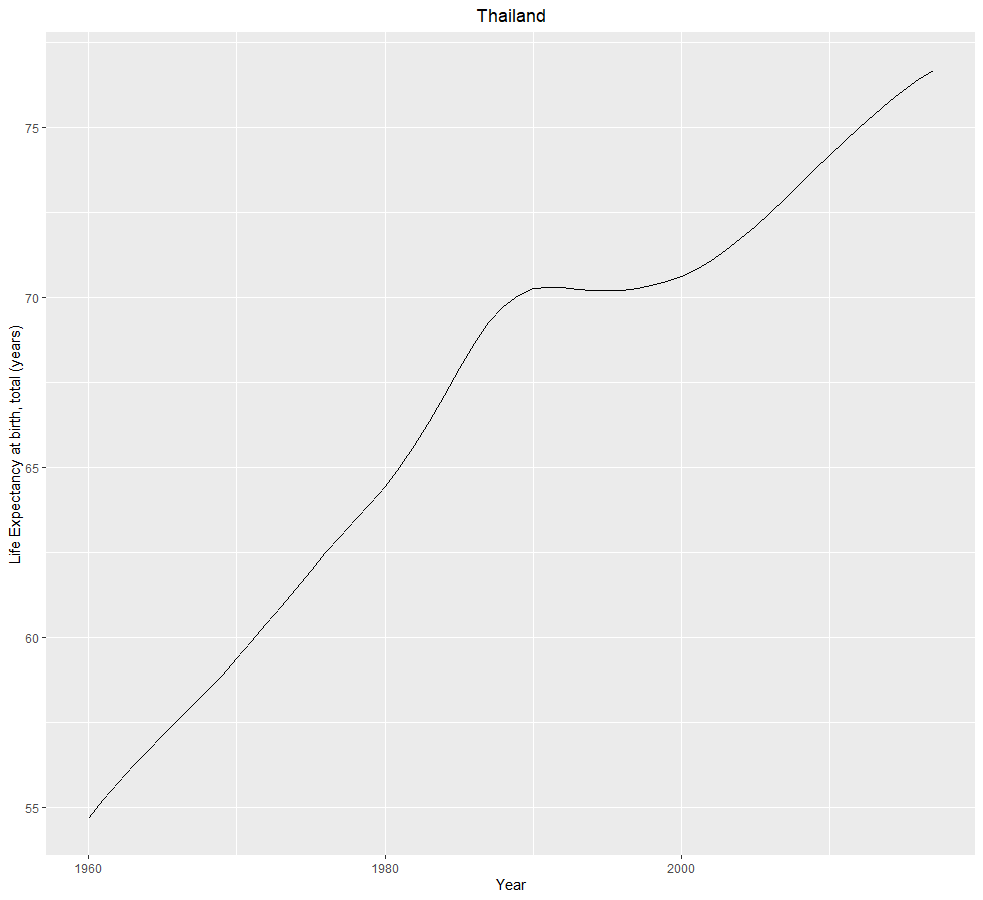 Thailand
Life Expectancy at birth, total (years)
75
70
65
60
55
1960
1980
2000
Year